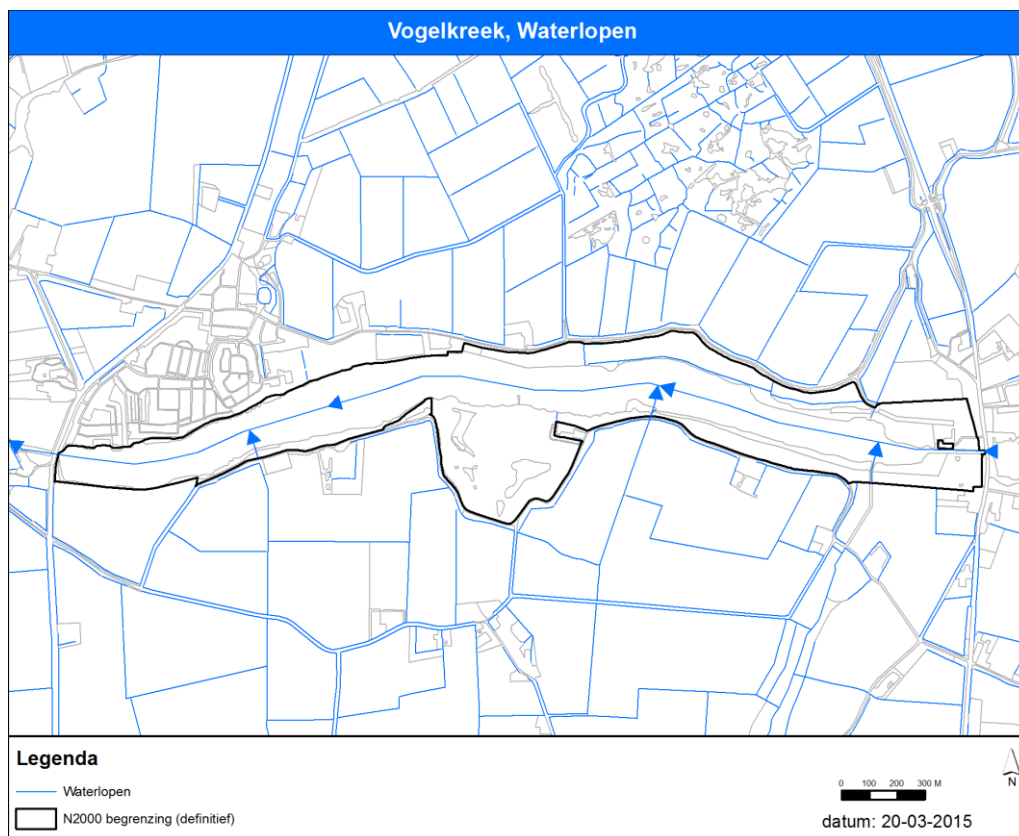 Vogelkreek, Waterlopen
Legenda
Waterlopen
N2000 begrenzing (definitief)
0 100 200 300 M
N
datum: 20-03-2015